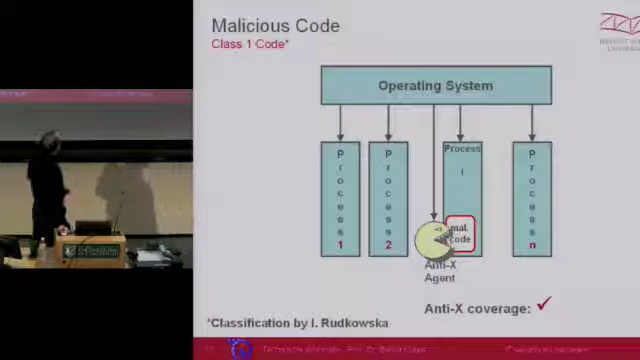 Malicious Code
Class 1 Code*
Operating System
Process 1
Process 2
Process i
mal. code
Process n
Anti-X
Agent
Anti-X coverage: ✓
*Classification by I. Rudkowska